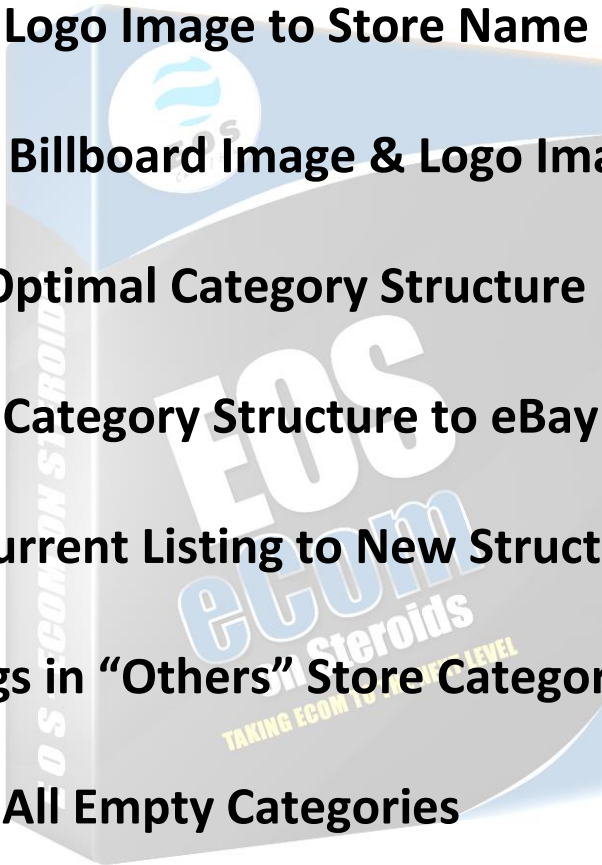 Logo Image to Store Name
Billboard Image & Logo Ima
Optimal Category Structure
Category Structure to eBay
urrent Listing to New Struct
gs in “Others” Store Categor
All Empty Categories
EOS
ecom
on Steroids
TAKING ECOM TO
LEVEL